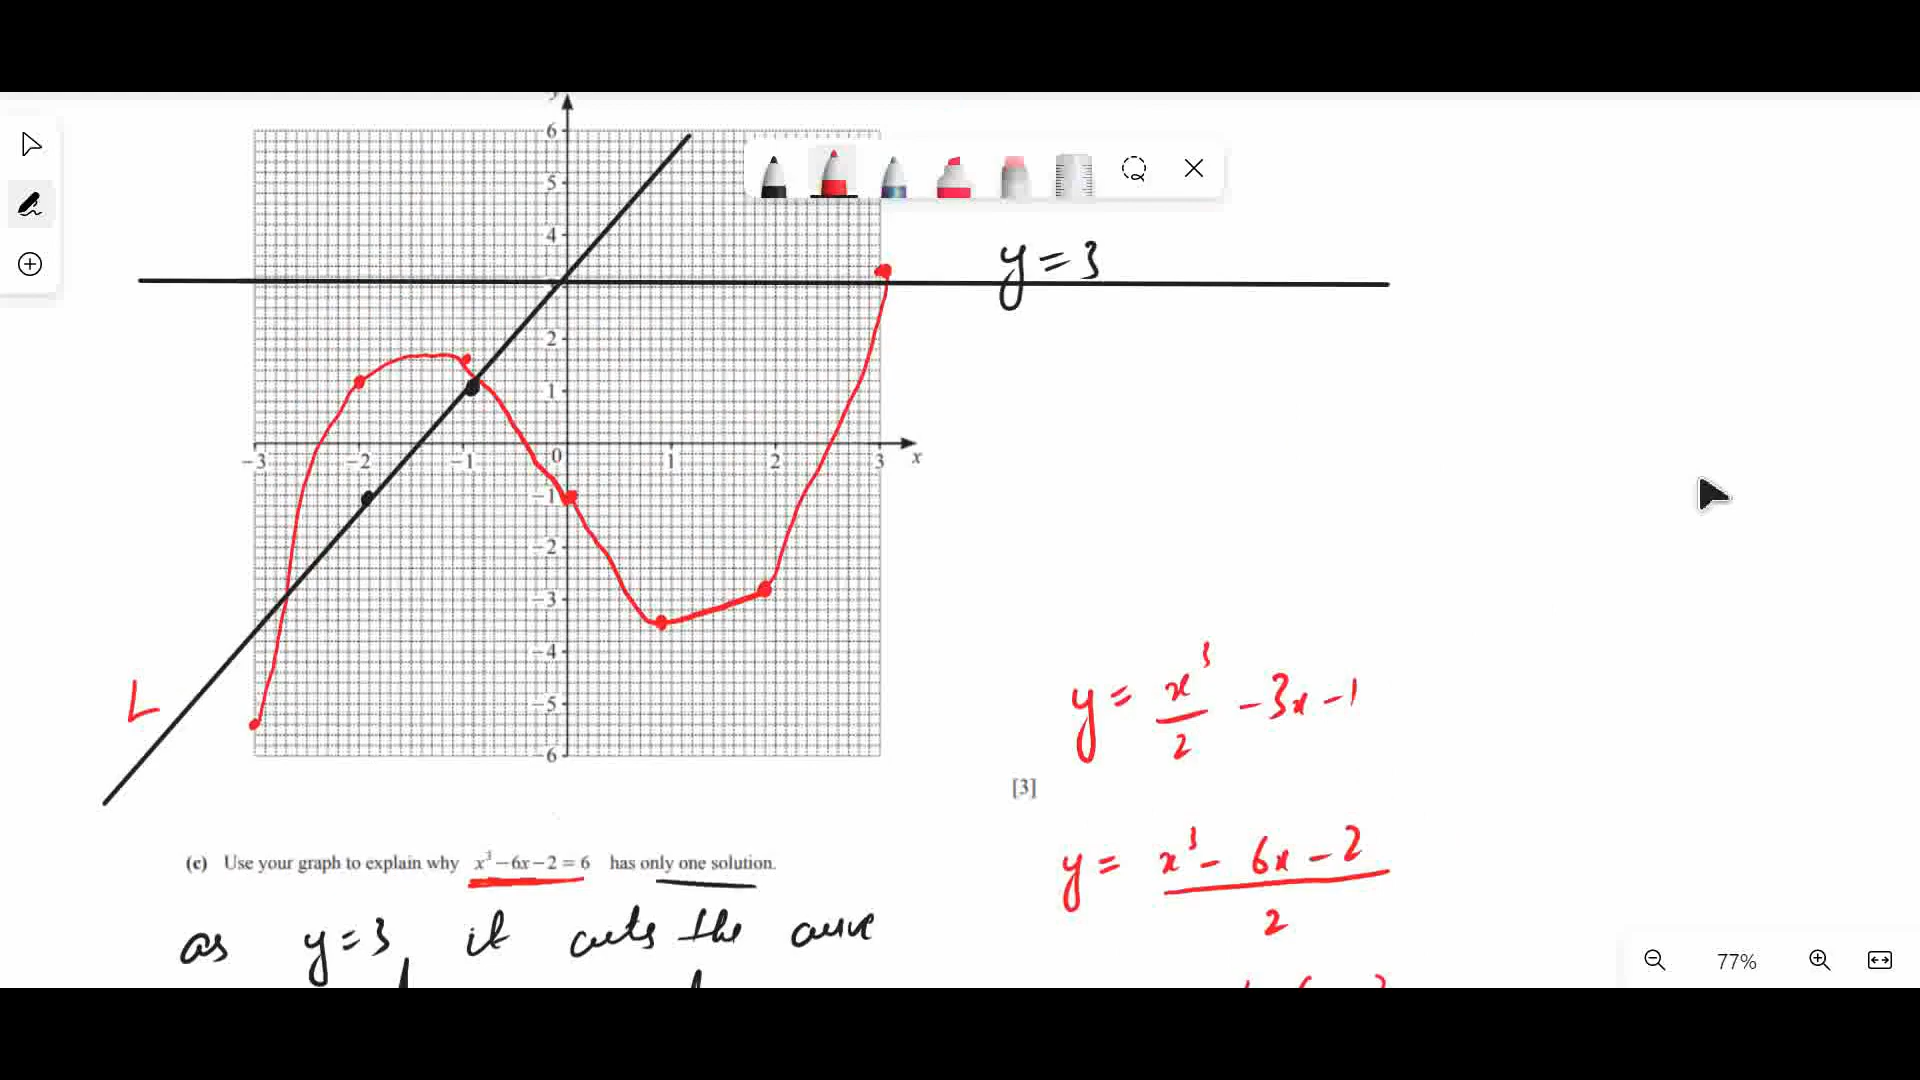 6
5
4
y = 3
2
1
-3 -2 -1 0 1 2 3 x
-1
-2
-3
-4
L
-5
-6
y = x³/2 - 3x - 1
[3]
(c) Use your graph to explain why x³ – 6x – 2 = 6 has only one solution.
y = x³ - 6x - 2
2
as y = 3 it cuts the curve
77%